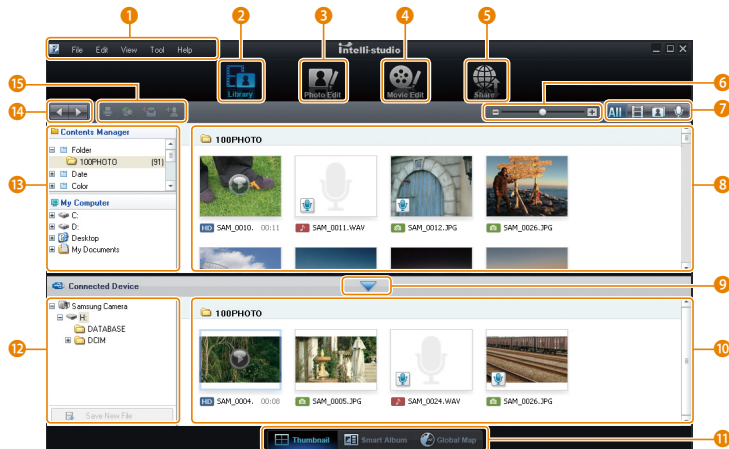 1 2 3 4 5
File Edit View Tool Help
intelli-studio
Library Photo Edit Movie Edit Share
15
6
14
All
7
Contents Manager
Folder
100PHOTO (91)
Date
Color
My Computer
C:
D:
Desktop
My Documents
13
100PHOTO
HD SAM_0010. 00:11 SAM_0011.WAV SAM_0012.JPG SAM_0026.JPG
8
Connected Device
9
Samsung Camera
H:
DATABASE
DCIM
Save New File
12
100PHOTO
HD SAM_0004. 00:08 SAM_0005.JPG SAM_0024.WAV SAM_0026.JPG
10
Thumbnail Smart Album Global Map
11